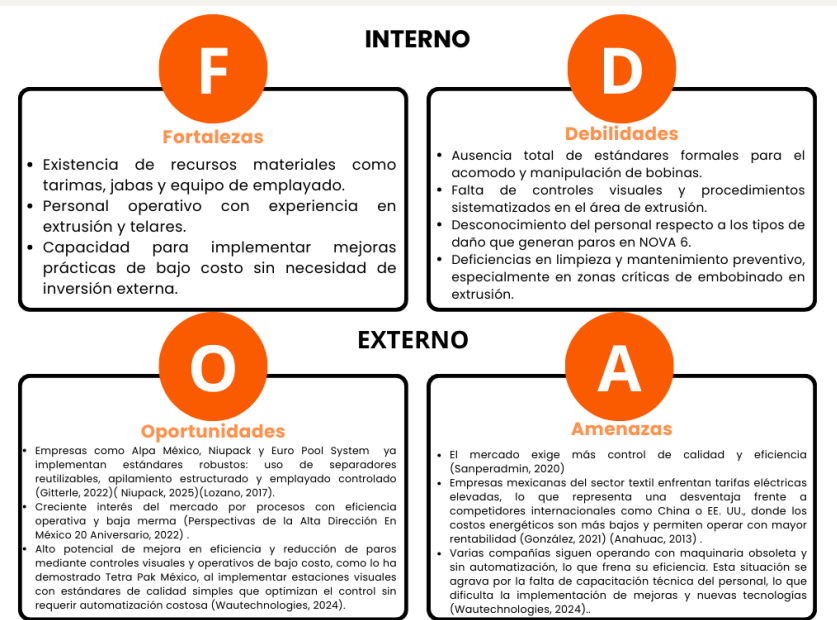 INTERNO
F
Fortalezas
• Existencia de recursos materiales como
tarimas, jabas y equipo de emplayado.
• Personal operativo con experiencia en
extrusión y telares.
• Capacidad para implementar mejoras
prácticas de bajo costo sin necesidad de
inversión externa.
D
Debilidades
• Ausencia total de estándares formales para el
acomodo y manipulación de bobinas.
• Falta de controles visuales y procedimientos
sistematizados en el área de extrusión.
• Desconocimiento del personal respecto a los tipos de
daño que generan paros en NOVA 6.
• Deficiencias en limpieza y mantenimiento preventivo,
especialmente en zonas críticas de embobinado en
extrusión.
EXTERNO
O
Oportunidades
• Empresas como Alpa México, Niupack y Euro Pool System ya
implementan estándares robustos: uso de separadores
reutilizables, apilamiento estructurado y emplayado controlado
(Gitterle, 2022)( Niupack, 2025)(Lozano, 2017).
• Creciente interés del mercado por procesos con eficiencia
operativa y baja merma (Perspectivas de la Alta Dirección En
México 20 Aniversario, 2022) .
• Alto potencial de mejora en eficiencia y reducción de paros
mediante controles visuales y operativos de bajo costo, como lo ha
demostrado Tetra Pak México, al implementar estaciones visuales
con estándares de calidad simples que optimizan el control sin
requerir automatización costosa (Wautechnologies, 2024).
A
Amenazas
• El mercado exige más control de calidad y eficiencia
(Sanperadmin, 2020)
• Empresas mexicanas del sector textil enfrentan tarifas eléctricas
elevadas, lo que representa una desventaja frente a
competidores internacionales como China o EE. UU., donde los
costos energéticos son más bajos y permiten operar con mayor
rentabilidad (González, 2021) (Anahuac, 2013) .
• Varias compañías siguen operando con maquinaria obsoleta y
sin automatización, lo que frena su eficiencia. Esta situación se
agrava por la falta de capacitación técnica del personal, lo que
dificulta la implementación de mejoras y nuevas tecnologías
(Wautechnologies, 2024)..